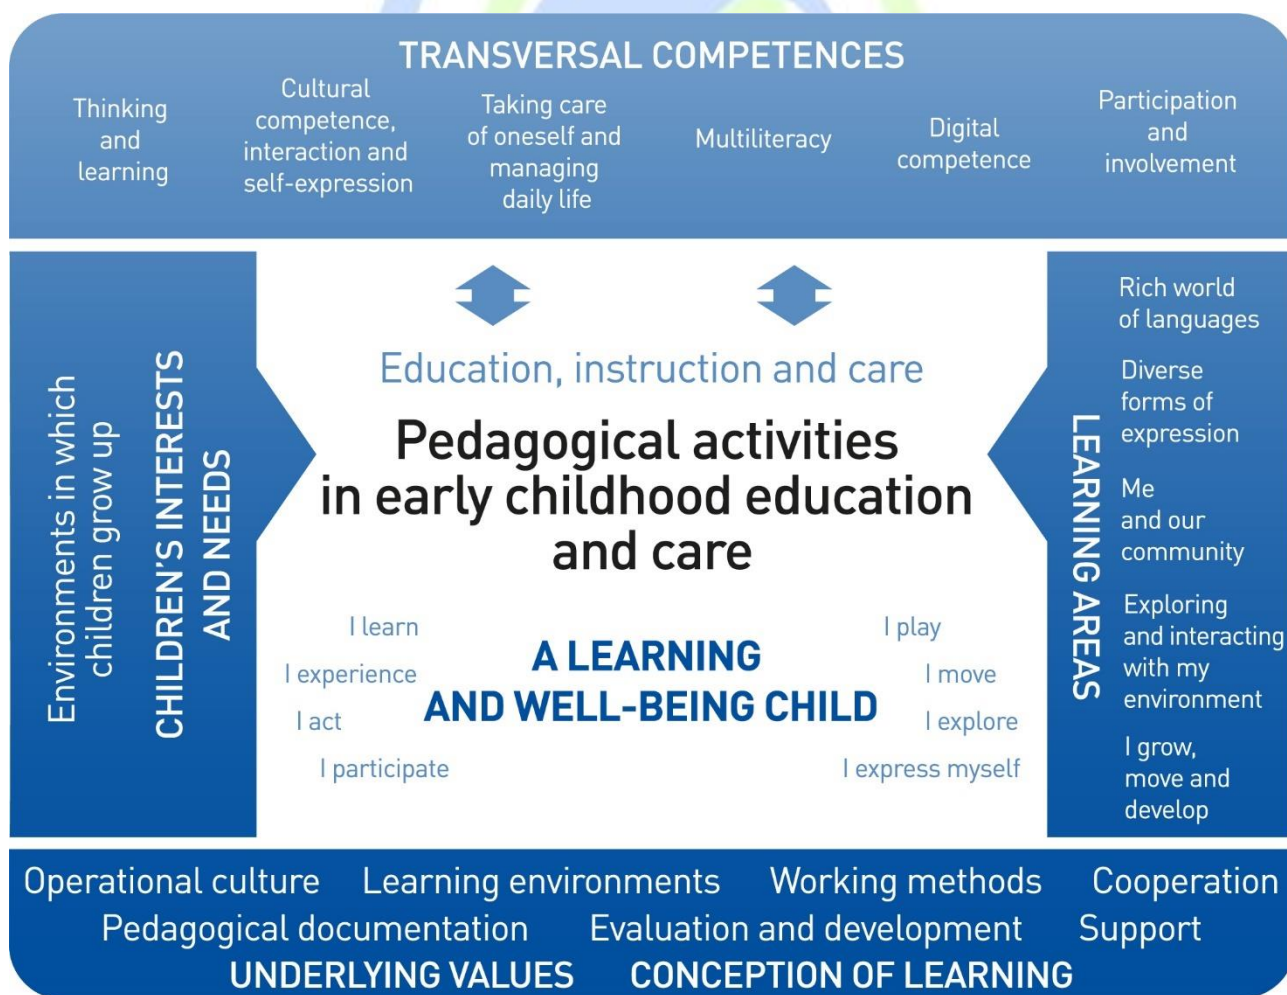 TRANSVERSAL COMPETENCES
Thinking
and
learning
Cultural
competence,
interaction and
self-expression
Taking care
of oneself and
managing
daily life
Multiliteracy
Digital
competence
Participation
and
involvement
Environments in which
children grow up
CHILDREN'S INTERESTS
AND NEEDS
Education, instruction and care
Pedagogical activities
in early childhood education
and care
I learn
I experience
I act
I participate
A LEARNING
AND WELL-BEING CHILD
I play
I move
I explore
I express myself
LEARNING AREAS
Rich world
of languages
Diverse
forms of
expression
Me
and our
community
Exploring
and interacting
with my
environment
I grow,
move and
develop
Operational culture Learning environments Working methods Cooperation
Pedagogical documentation Evaluation and development Support
UNDERLYING VALUES CONCEPTION OF LEARNING